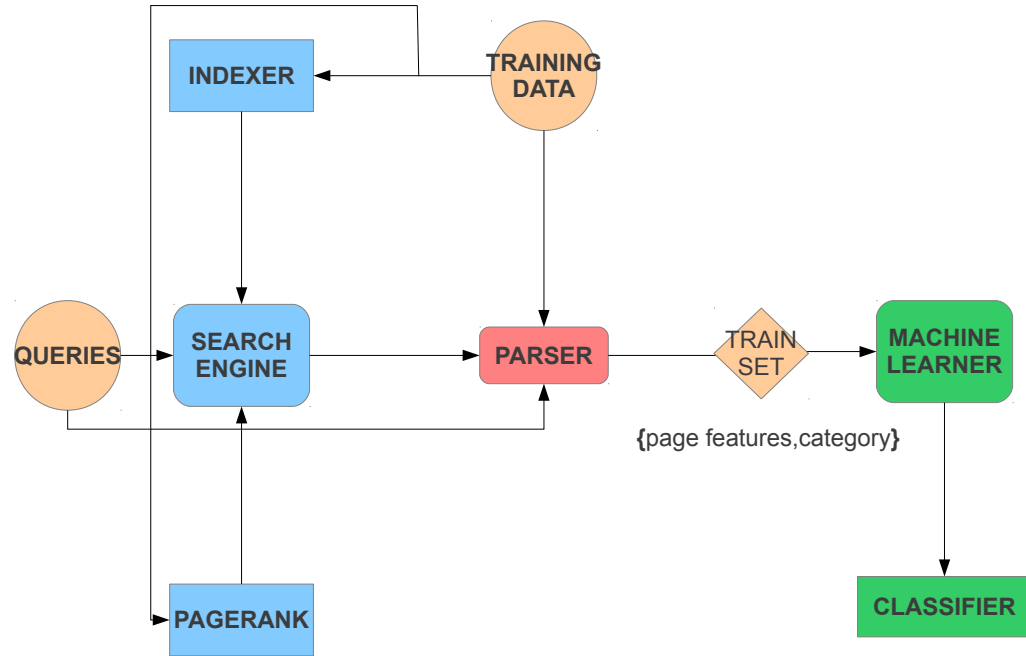 TRAINING
DATA
INDEXER
QUERIES
SEARCH
ENGINE
PARSER
TRAIN
SET
MACHINE
LEARNER
{page features,category}
PAGERANK
CLASSIFIER